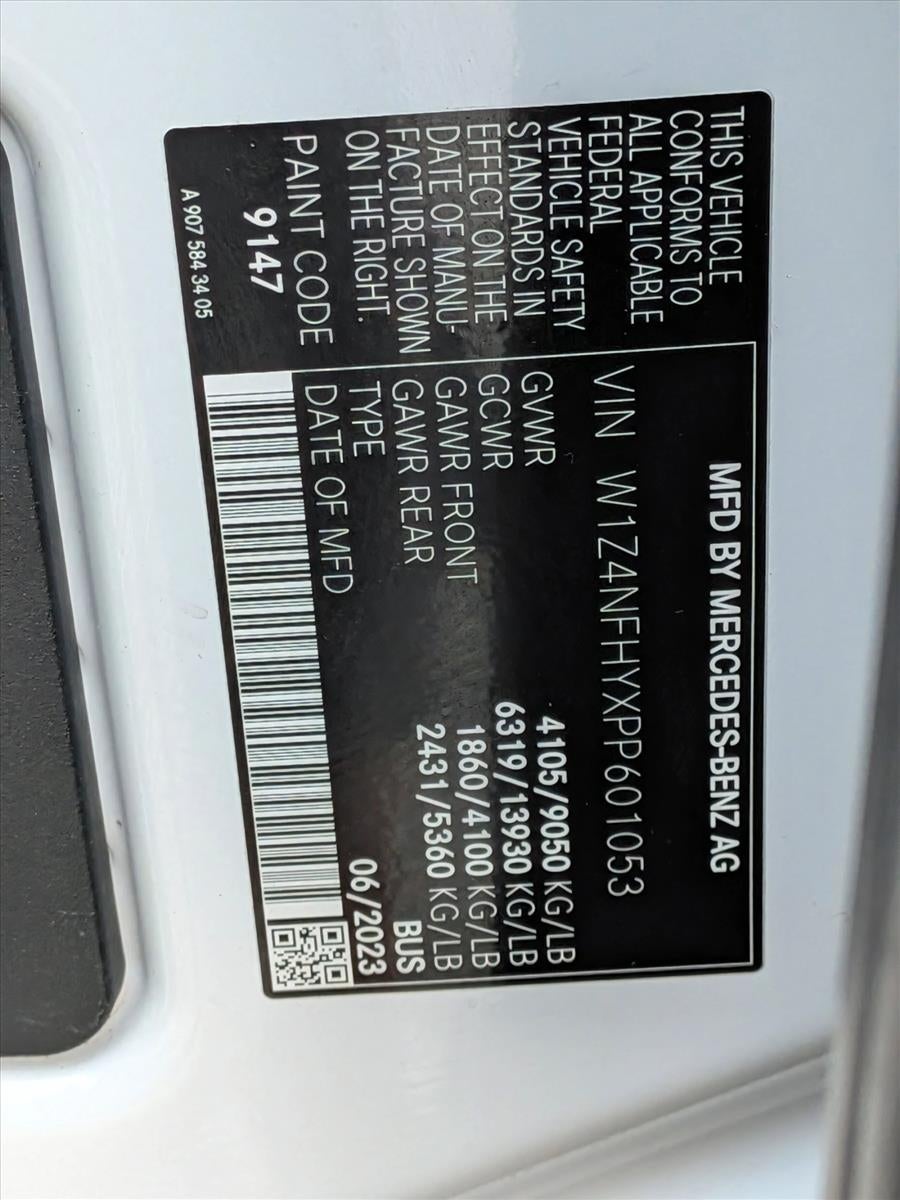 MFD BY MERCEDES-BENZ AG
THIS VEHICLE
CONFORMS TO
ALL APPLICABLE
FEDERAL
VEHICLE SAFETY
STANDARDS IN
EFFECT ON THE
DATE OF MANU-
FACTURE SHOWN
ON THE RIGHT.
PAINT CODE
9147
A 907 584 34 05
VIN W1Z4NFHYXPP601053
GVWR 4105/9050 KG/LB
GCWR 6319/13930 KG/LB
GAWR FRONT 1860/4100 KG/LB
GAWR REAR 2431/5360 KG/LB
TYPE BUS
DATE OF MFD 06/2023